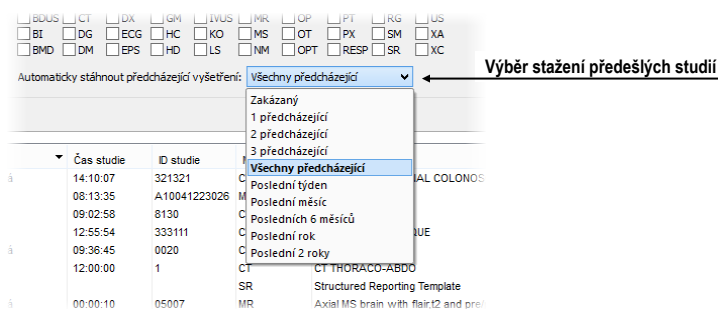 BDUS CT DX GM IVUS MR OP PT RG US
BI DG ECG HC KO MS OT PX SM XA
BMD DM EPS HD LS NM OPT RESP SR XC
Automaticky stáhnout předcházející vyšetření: Všechny předcházející
Výběr stažení předešlých studií
Zakázaný
1 předcházející
2 předcházející
3 předcházející
Všechny předcházející
Poslední týden
Poslední měsíc
Posledních 6 měsíců
Poslední rok
Poslední 2 roky
Čas studie ID studie
14:10:07 321321 AL COLONOS
08:13:35 A10041223026
09:02:58 8130
12:55:54 333111 UE
09:36:45 0020
12:00:00 1 CT CT THORACO-ABDO
SR Structured Reporting Template
00:00:10 05007 MR Axial MS brain with flair,t2 and pre